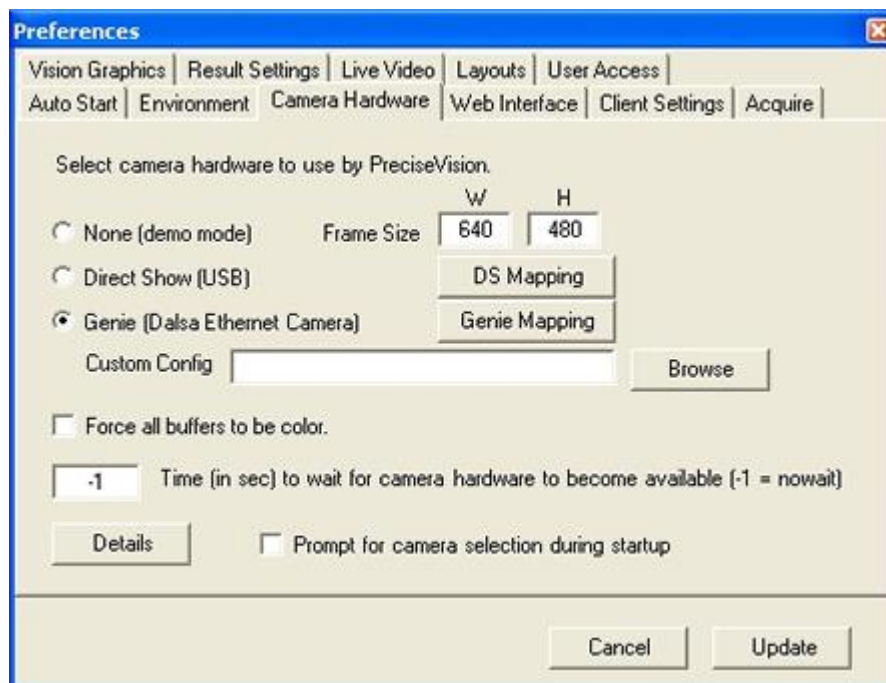 Preferences
Vision Graphics Result Settings Live Video Layouts User Access
Auto Start Environment Camera Hardware Web Interface Client Settings Acquire
Select camera hardware to use by PreciseVision.
W H
None (demo mode) Frame Size 640 480
Direct Show (USB) DS Mapping
Genie (Dalsa Ethernet Camera) Genie Mapping
Custom Config Browse
Force all buffers to be color.
-1 Time (in sec) to wait for camera hardware to become available (-1 = nowait)
Details Prompt for camera selection during startup
Cancel Update